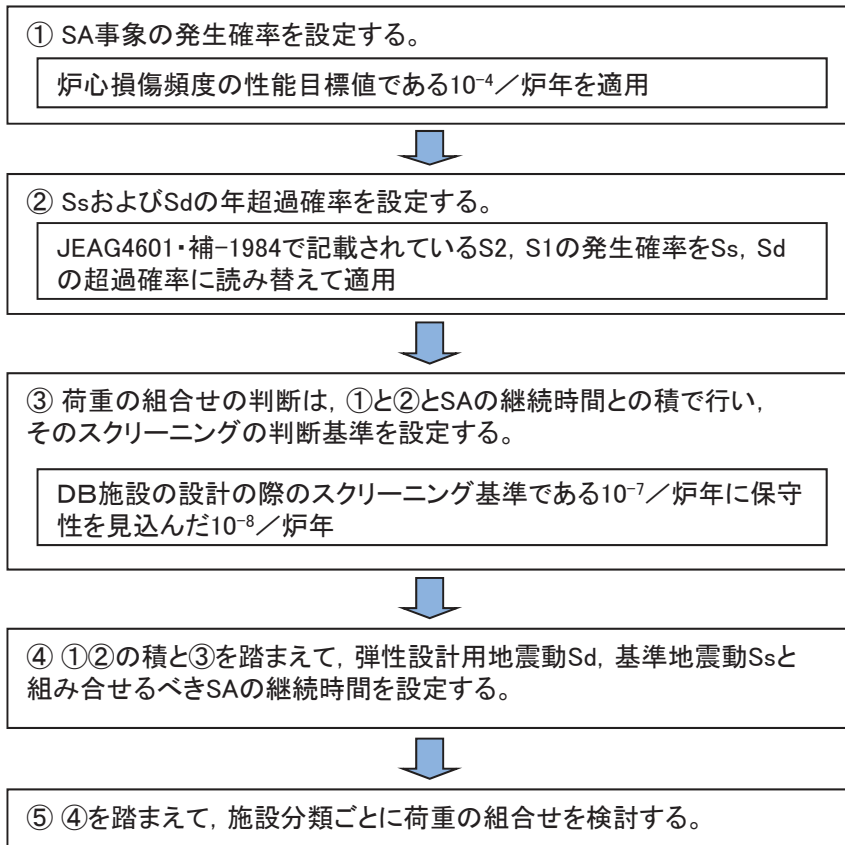 ① SA事象の発生確率を設定する。
炉心損傷頻度の性能目標値である10⁻⁴／炉年を適用
② SsおよびSdの年超過確率を設定する。
JEAG4601・補-1984で記載されているS2，S1の発生確率をSs，Sd
の超過確率に読み替えて適用
③ 荷重の組合せの判断は，①と②とSAの継続時間との積で行い，
そのスクリーニングの判断基準を設定する。
ＤＢ施設の設計の際のスクリーニング基準である10⁻⁷／炉年に保守
性を見込んだ10⁻⁸／炉年
④ ①②の積と③を踏まえて，弾性設計用地震動Sd，基準地震動Ssと
組み合せるべきSAの継続時間を設定する。
⑤ ④を踏まえて，施設分類ごとに荷重の組合せを検討する。